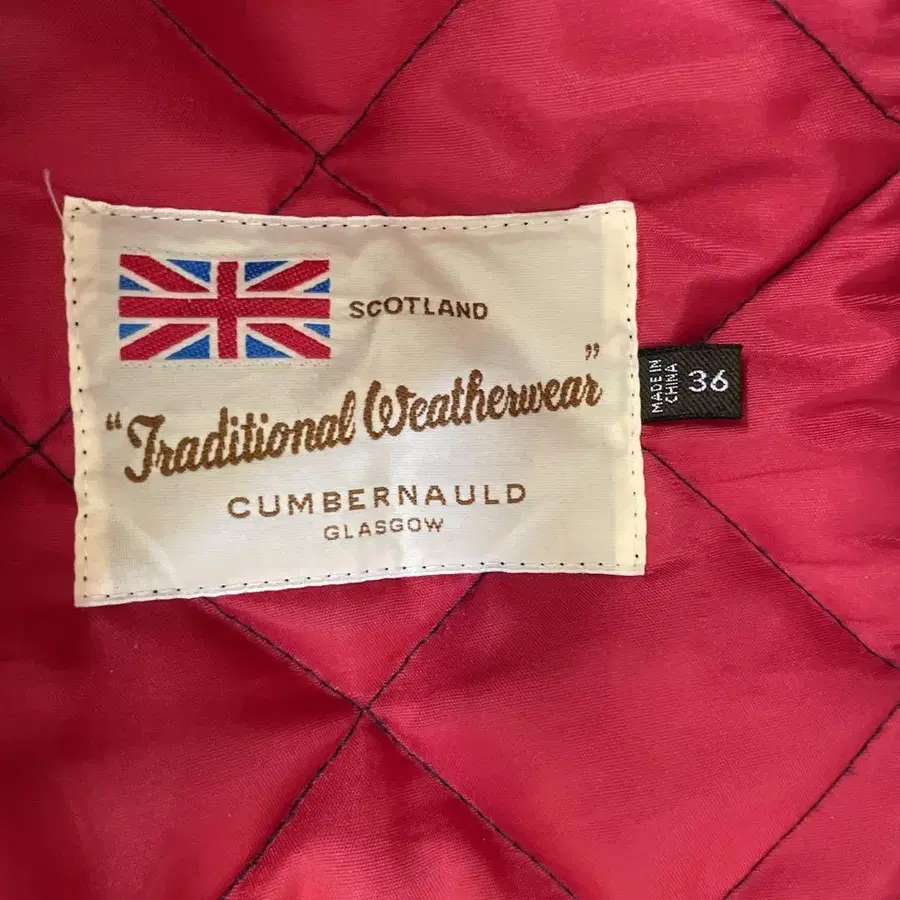 SCOTLAND
"Traditional Weatherwear"
CUMBERNAULD
GLASGOW
MADE IN
CHINA
36